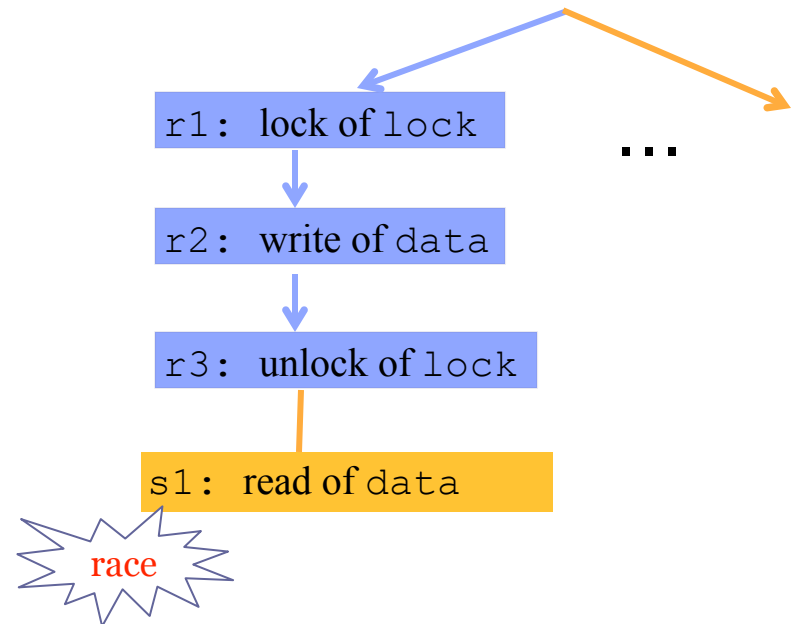 r1: lock of lock
...
r2: write of data
r3: unlock of lock
s1: read of data
race